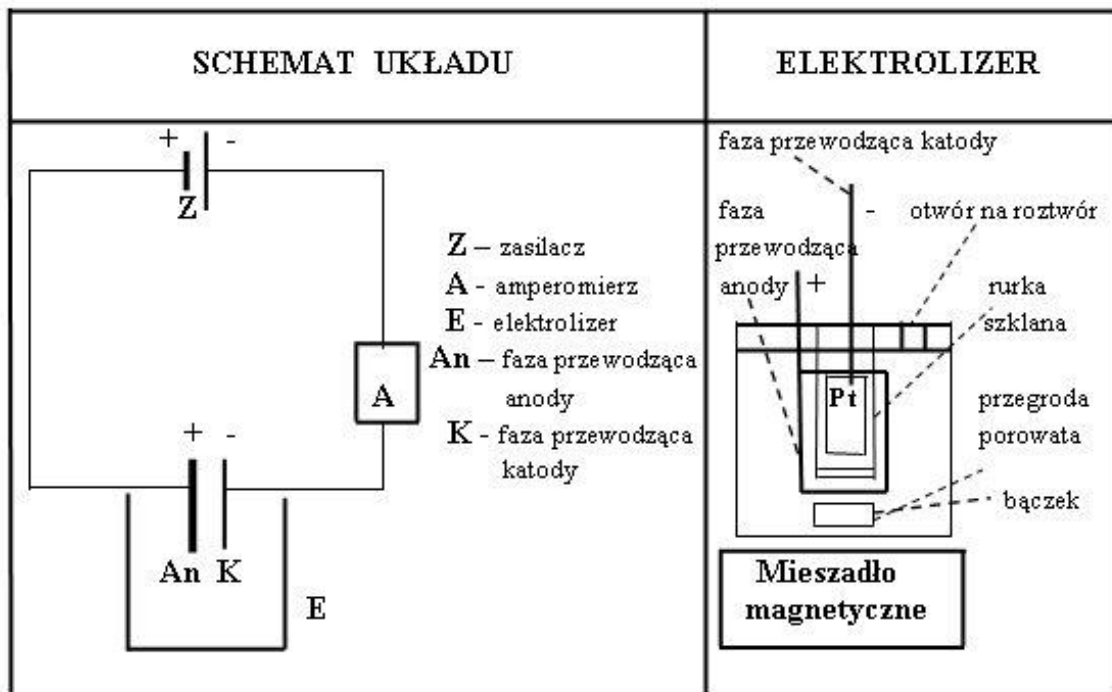 SCHEMAT UKŁADU
ELEKTROLIZER
+ -
Z
Z – zasilacz
A - amperomierz
E - elektrolizer
An – faza przewodząca
anody
K - faza przewodząca
katody
A
+ -
An K
E
faza przewodząca katody
faza
przewodząca
anody
-
+
otwór na roztwór
rurka
szklana
Pt
przegroda
porowata
bączek
Mieszadło
magnetyczne